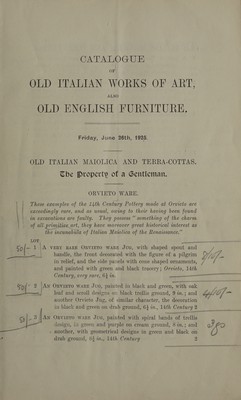 CATALOGUE
OF
OLD ITALIAN WORKS OF ART,
ALSO
OLD ENGLISH FURNITURE.
Friday, June 26th, 1925.
OLD ITALIAN MAIOLICA AND TERRA-COTTAS.
The Property of a Gentleman.
ORVIETO WARE.
These examples of the 14th Century Pottery made at Orvieto are
exceedingly rare, and as usual, owing to their having been found
in excavations are faulty. They possess "something of the charm
of all primitive art, they have moreover great historical interest as
the incunabula of Italian Maiolica of the Renaissance."
LOT
50/- 1 A VERY RARE ORVIETO WARE JUG, with shaped spout and
handle, the front decorated with the figure of a pilgrim
in relief, and the side panels with cone shaped ornaments,
and painted with green and black tracery; Orvieto, 14th
Century, very rare, 8½ in.
2 AN ORVIETO WARE JUG, painted in black and green, with oak
leaf and small designs on black trellis ground, 9 in.; and
another Orvieto Jug, of similar character, the decoration
in black and green on drab ground, 6½ in., 14th Century 2
3 AN ORVIETO WARE JUG, painted with spiral bands of trellis
design, in green and purple on cream ground, 8 in.; and
another, with geometrical designs in green and black on
drab ground, 8½ in., 14th Century 2